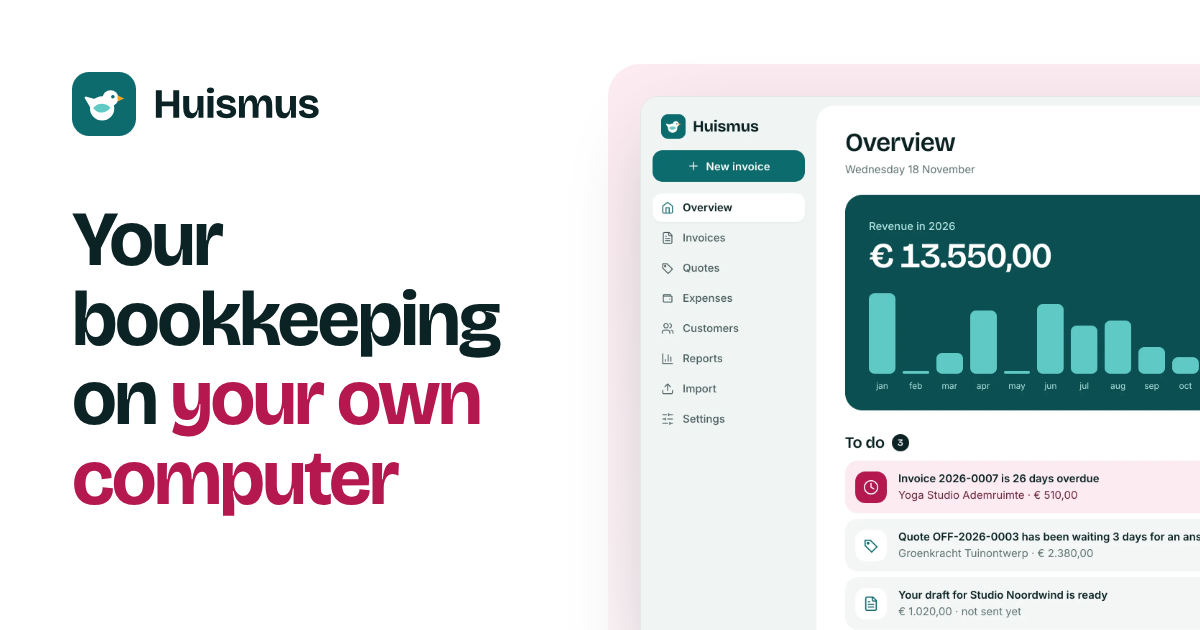 Huismus
Your
bookkeeping
on your own
computer
Huismus
New invoice
Overview
Invoices
Quotes
Expenses
Customers
Reports
Import
Settings
Overview
Wednesday 18 November
Revenue in 2026
€ 13.550,00
jan feb mar apr may jun jul aug sep oct
To do 3
Invoice 2026-0007 is 26 days overdue
Yoga Studio Ademruimte · € 510,00
Quote OFF-2026-0003 has been waiting 3 days for an ans
Groenkracht Tuinontwerp · € 2.380,00
Your draft for Studio Noordwind is ready
€ 1.020,00 · not sent yet